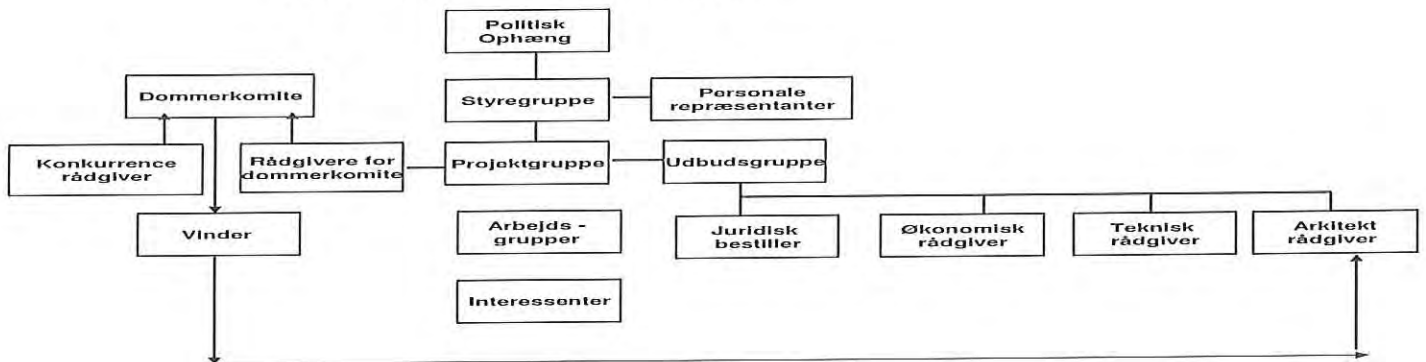 Politisk
Ophæng
Dommerkomite
Styregruppe
Personale
repræsentanter
Konkurrence
rådgiver
Rådgivere for
dommerkomite
Projektgruppe
Udbudsgruppe
Vinder
Arbejds -
grupper
Juridisk
bestiller
Økonomisk
rådgiver
Teknisk
rådgiver
Arkitekt
rådgiver
Interessenter